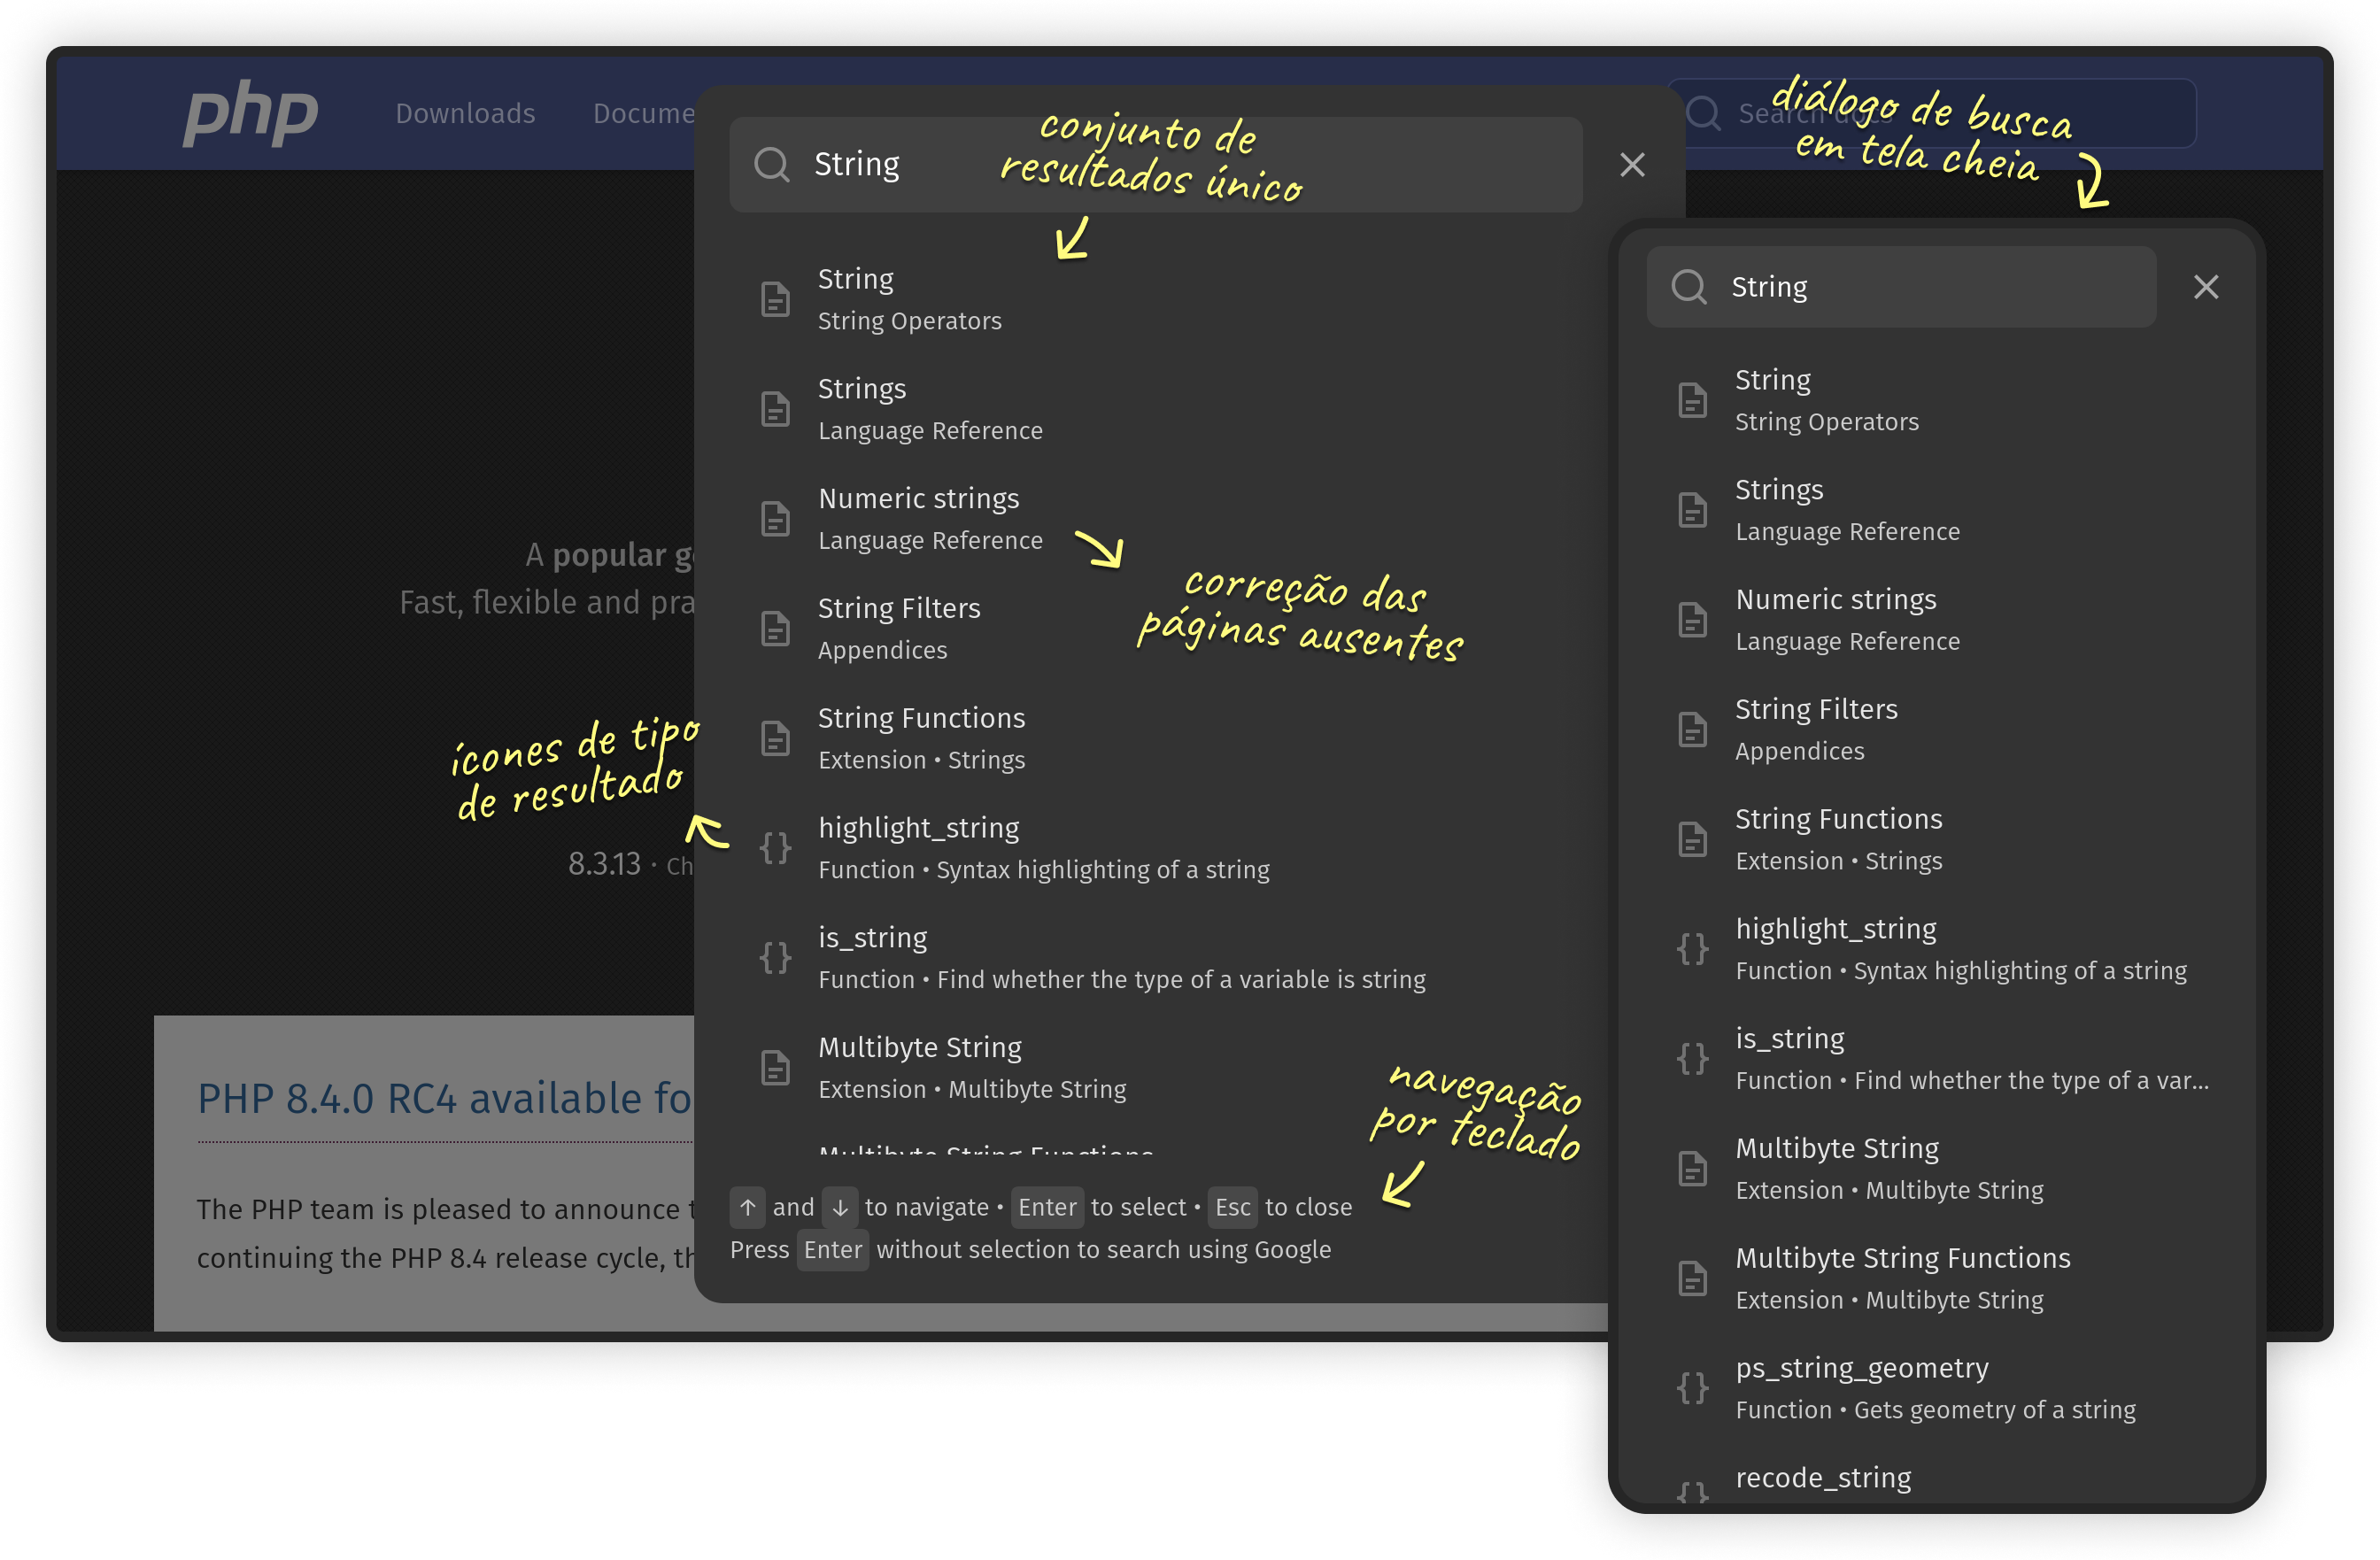 php
Downloads
Docume
Search docs
diálogo de busca
em tela cheia
String
conjunto de
resultados único
String
String Operators
Strings
Language Reference
Numeric strings
Language Reference
correção das
páginas ausentes
String Filters
Appendices
String Functions
Extension • Strings
highlight_string
Function • Syntax highlighting of a string
is_string
Function • Find whether the type of a variable is string
Multibyte String
Extension • Multibyte String
Multibyte String Functions
navegação
por teclado
↑ and ↓ to navigate • Enter to select • Esc to close
Press Enter without selection to search using Google
A popular g
Fast, flexible and pra
ícones de tipo
de resultado
8.3.13 · Ch
PHP 8.4.0 RC4 available fo
The PHP team is pleased to announce t
continuing the PHP 8.4 release cycle, th
String
String
String Operators
Strings
Language Reference
Numeric strings
Language Reference
String Filters
Appendices
String Functions
Extension • Strings
highlight_string
Function • Syntax highlighting of a string
is_string
Function • Find whether the type of a var...
Multibyte String
Extension • Multibyte String
Multibyte String Functions
Extension • Multibyte String
ps_string_geometry
Function • Gets geometry of a string
recode_string